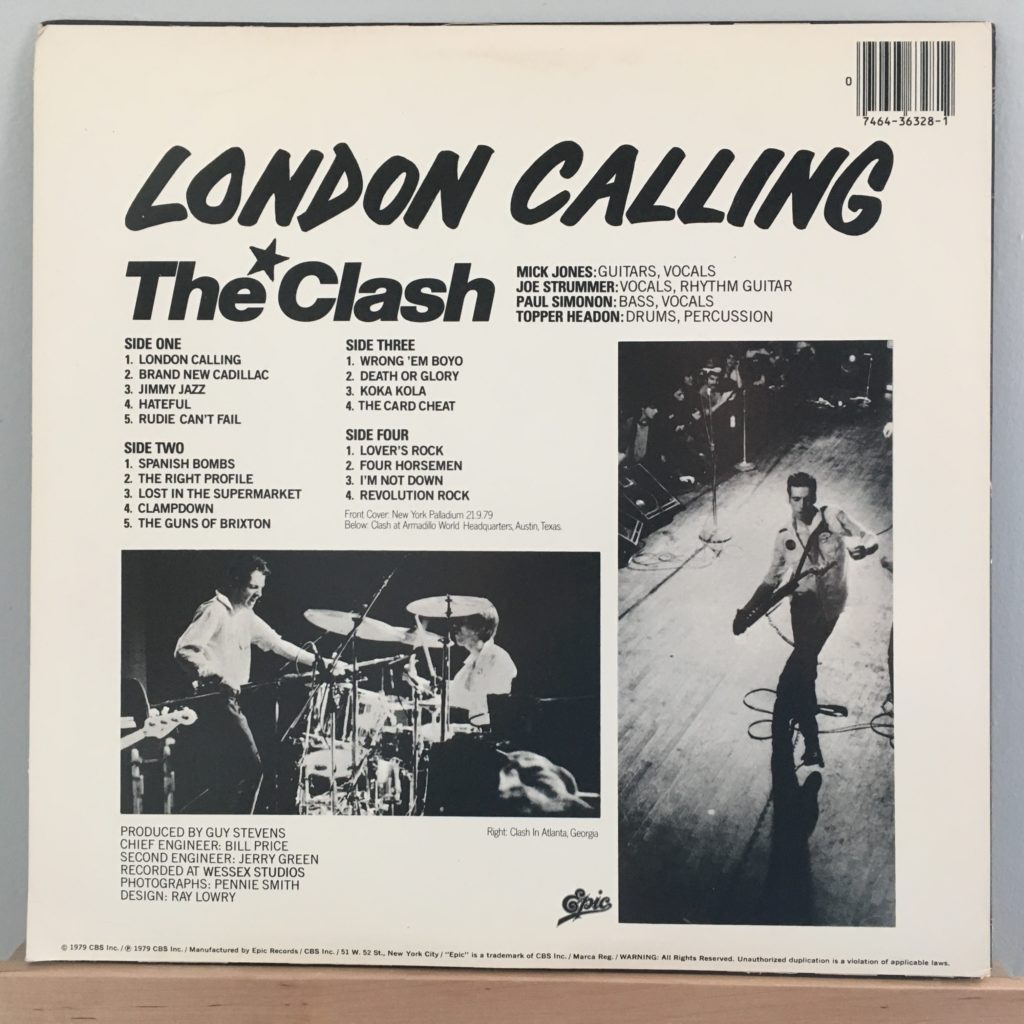 0
7464-36328-1
LONDON CALLING
The Clash
MICK JONES: GUITARS, VOCALS
JOE STRUMMER: VOCALS, RHYTHM GUITAR
PAUL SIMONON: BASS, VOCALS
TOPPER HEADON: DRUMS, PERCUSSION
SIDE ONE
1. LONDON CALLING
2. BRAND NEW CADILLAC
3. JIMMY JAZZ
4. HATEFUL
5. RUDIE CAN'T FAIL
SIDE TWO
1. SPANISH BOMBS
2. THE RIGHT PROFILE
3. LOST IN THE SUPERMARKET
4. CLAMPDOWN
5. THE GUNS OF BRIXTON
SIDE THREE
1. WRONG 'EM BOYO
2. DEATH OR GLORY
3. KOKA KOLA
4. THE CARD CHEAT
SIDE FOUR
1. LOVER'S ROCK
2. FOUR HORSEMEN
3. I'M NOT DOWN
4. REVOLUTION ROCK
Front Cover: New York Palladium 21.9.79
Below: Clash at Armadillo World Headquarters, Austin, Texas.
Right: Clash In Atlanta, Georgia
PRODUCED BY GUY STEVENS
CHIEF ENGINEER: BILL PRICE
SECOND ENGINEER: JERRY GREEN
RECORDED AT WESSEX STUDIOS
PHOTOGRAPHS: PENNIE SMITH
DESIGN: RAY LOWRY
Epic
© 1979 CBS Inc. / ℗ 1979 CBS Inc. / Manufactured by Epic Records / CBS Inc. / 51 W. 52 St., New York City / "Epic" is a trademark of CBS Inc. / Marca Reg. / WARNING: All Rights Reserved. Unauthorized duplication is a violation of applicable laws.